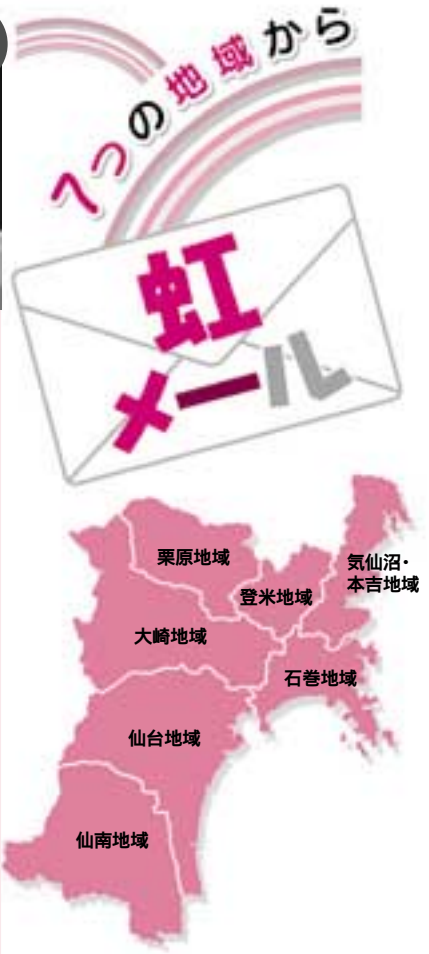 7つの地域から
虹
メール
栗原地域
気仙沼・
本吉地域
登米地域
大崎地域
石巻地域
仙台地域
仙南地域